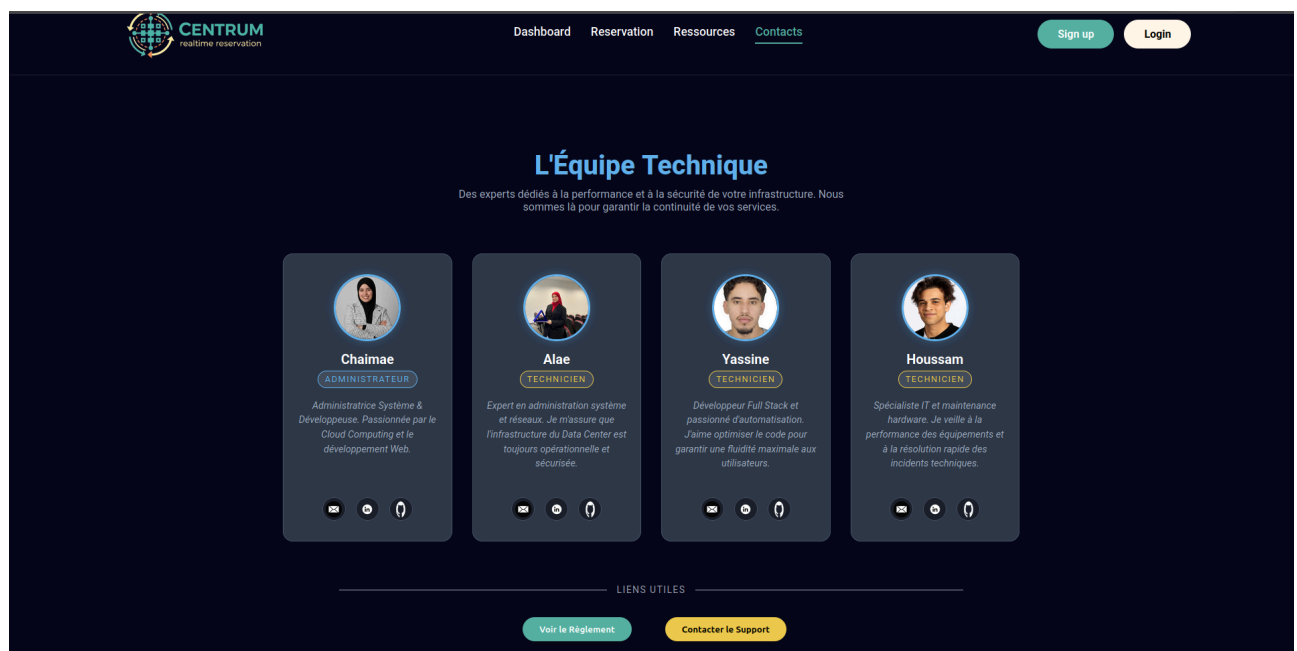 CENTRUM
realtime reservation
Dashboard Reservation Ressources Contacts
Sign up Login
L'Équipe Technique
Des experts dédiés à la performance et à la sécurité de votre infrastructure. Nous
sommes là pour garantir la continuité de vos services.
Chaimae
ADMINISTRATEUR
Administratrice Système &
Développeuse. Passionnée par le
Cloud Computing et le
développement Web.
Alae
TECHNICIEN
Expert en administration système
et réseaux. Je m'assure que
l'infrastructure du Data Center est
toujours opérationnelle et
sécurisée.
Yassine
TECHNICIEN
Développeur Full Stack et
passionné d'automatisation.
J'aime optimiser le code pour
garantir une fluidité maximale aux
utilisateurs.
Houssam
TECHNICIEN
Spécialiste IT et maintenance
hardware. Je veille à la
performance des équipements et
à la résolution rapide des
incidents techniques.
in
in
in
in
LIENS UTILES
Voir le Règlement Contacter le Support